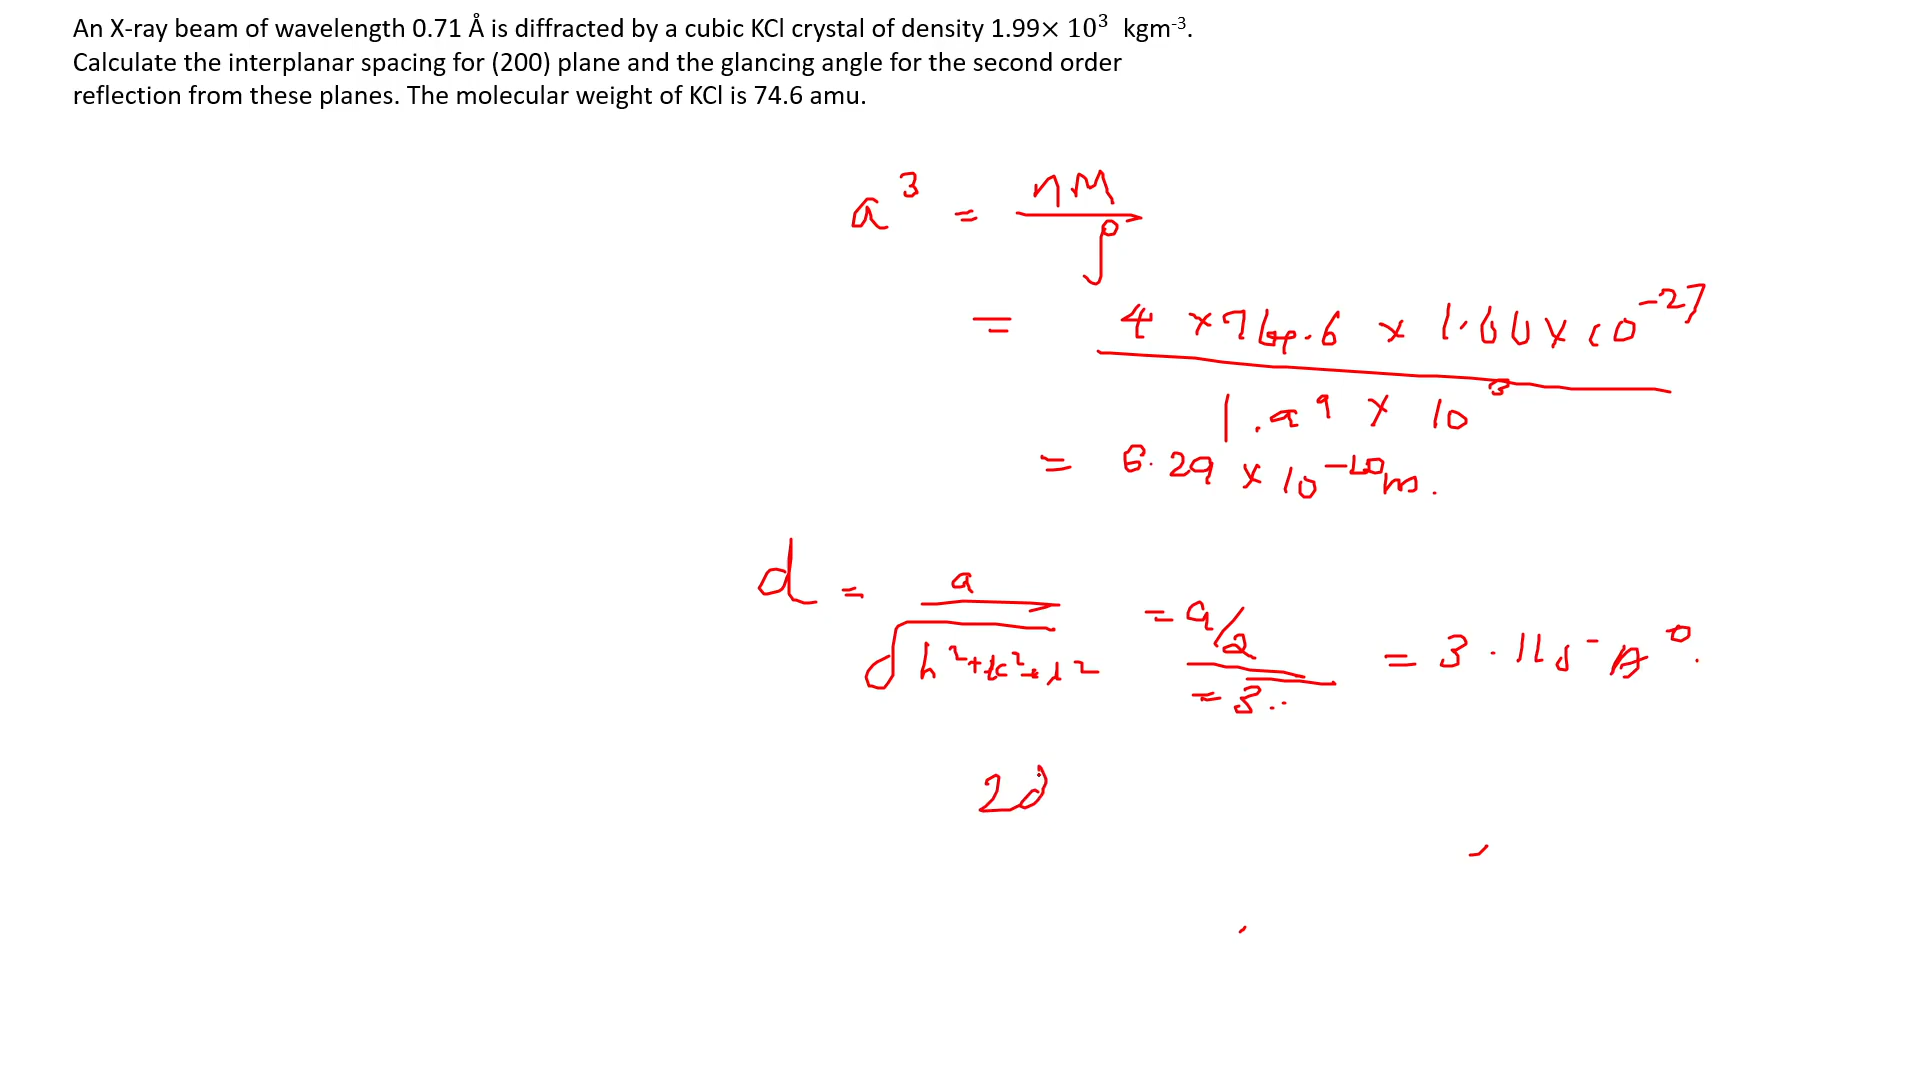 An X-ray beam of wavelength 0.71 Å is diffracted by a cubic KCl crystal of density 1.99× 10³ kgm⁻³.
Calculate the interplanar spacing for (200) plane and the glancing angle for the second order
reflection from these planes. The molecular weight of KCl is 74.6 amu.
a³ = nM / ρ
= 4 × 74.6 × 1.66 × 10⁻²⁷ / 1.99 × 10³
= 6.29 × 10⁻¹⁰ m.
d = a / √h²+k²+l² = a/2 = 3.115 A⁰.
= 3..
2d